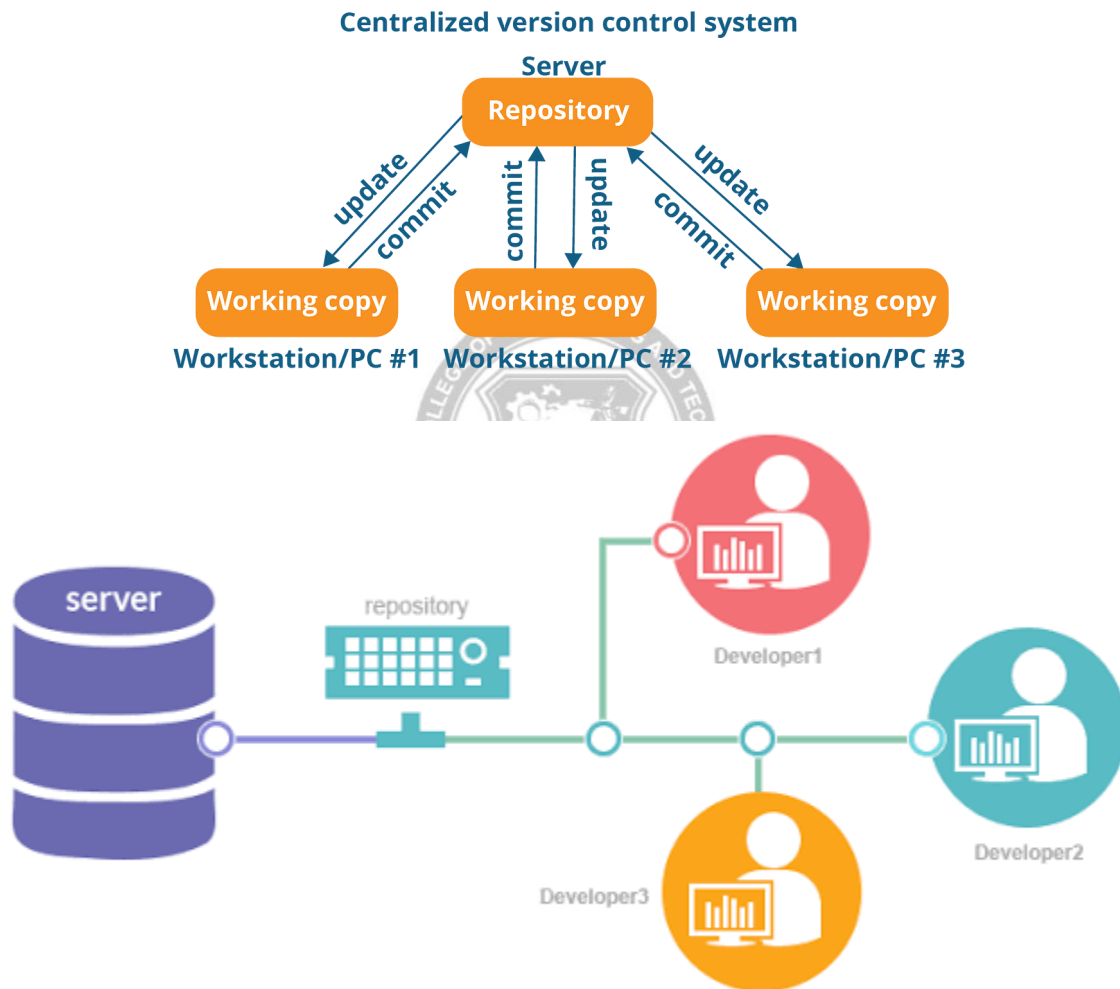 Centralized version control system
Server
Repository
update
commit
commit
update
update
commit
Working copy
Working copy
Working copy
Workstation/PC #1
Workstation/PC #2
Workstation/PC #3
server
repository
Developer1
Developer2
Developer3